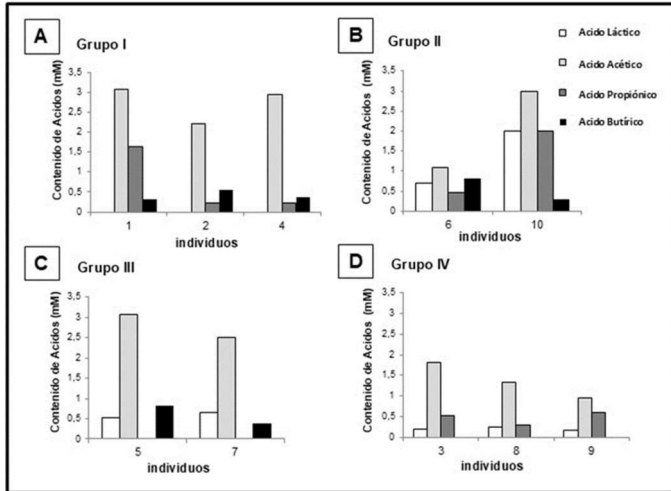 A
Grupo I
Contenido de Acidos (mM)
3,5
3
2,5
2
1,5
1
0,5
0
1
2
4
individuos
B
Grupo II
Contenido de Acidos (mM)
3,5
3
2,5
2
1,5
1
0,5
0
6
10
individuos
Acido Láctico
Acido Acético
Acido Propiónico
Acido Butírico
C
Grupo III
Contenido de Acidos (mM)
3,5
3
2,5
2
1,5
1
0,5
0
5
7
individuos
D
Grupo IV
Contenido de Acidos (mM)
3,5
3
2,5
2
1,5
1
0,5
0
3
8
9
individuos